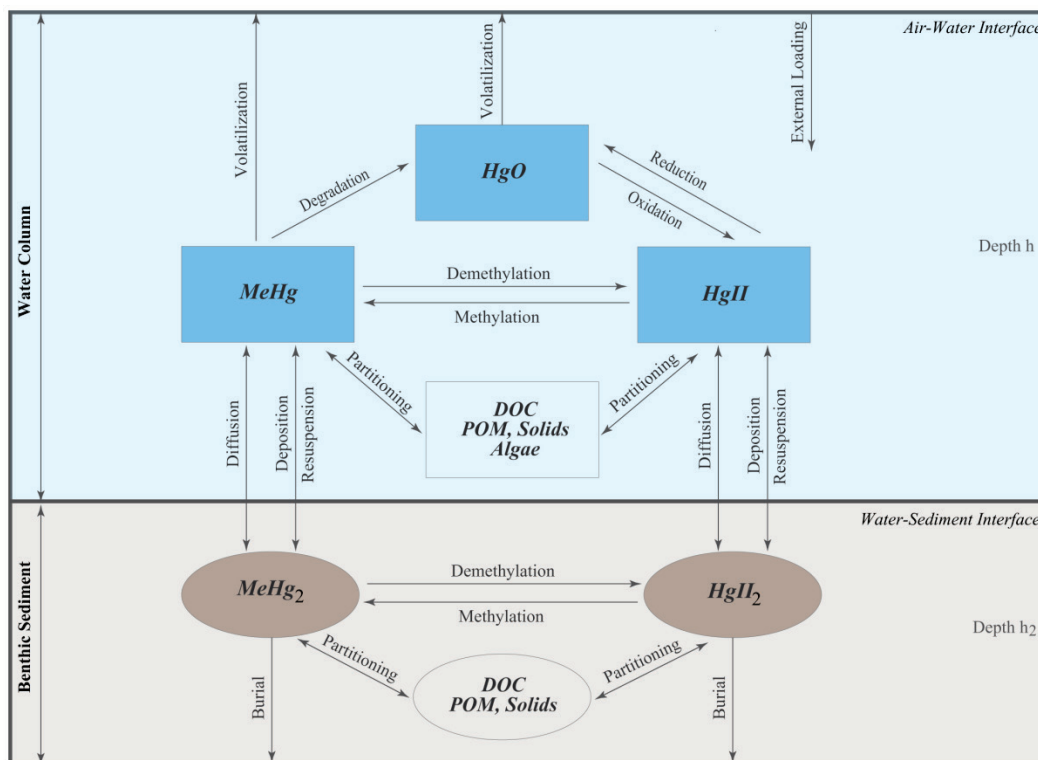 Air-Water Interface
Volatilization
Volatilization
External Loading
HgO
Reduction
Degradation
Oxidation
Water Column
Depth h
MeHg
Demethylation
Methylation
HgII
Partitioning
Partitioning
DOC
POM, Solids
Algae
Diffusion
Deposition
Resuspension
Diffusion
Deposition
Resuspension
Water-Sediment Interface
Benthic Sediment
MeHg2
Demethylation
Methylation
HgII2
Depth h2
Partitioning
Partitioning
DOC
POM, Solids
Burial
Burial